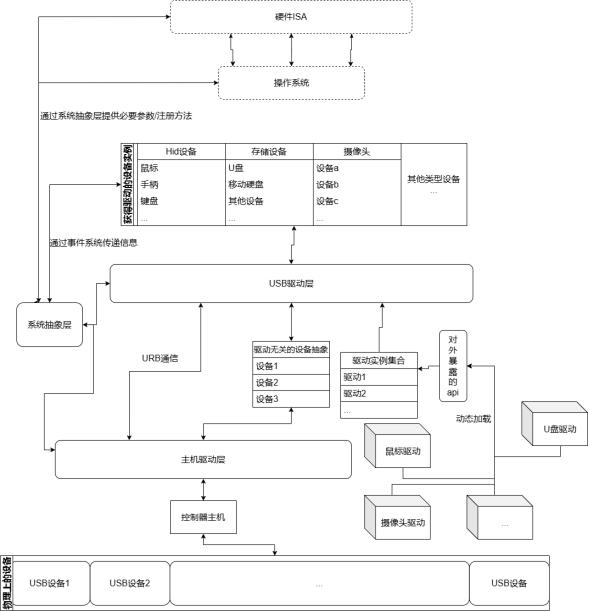 硬件ISA
操作系统
通过系统抽象层提供必要参数/注册方法
获得驱动的设备实例
Hid设备
鼠标
手柄
键盘
...
存储设备
U盘
移动硬盘
其他设备
...
摄像头
设备a
设备b
设备c
...
其他类型设备
...
通过事件系统传递信息
USB驱动层
系统抽象层
URB通信
驱动无关的设备抽象
设备1
设备2
设备3
驱动实例集合
驱动1
驱动2
...
对
外
暴
露
的
api
动态加载
U盘驱动
鼠标驱动
主机驱动层
摄像头驱动
...
控制器主机
物理上的设备
USB设备1
USB设备2
...
USB设备